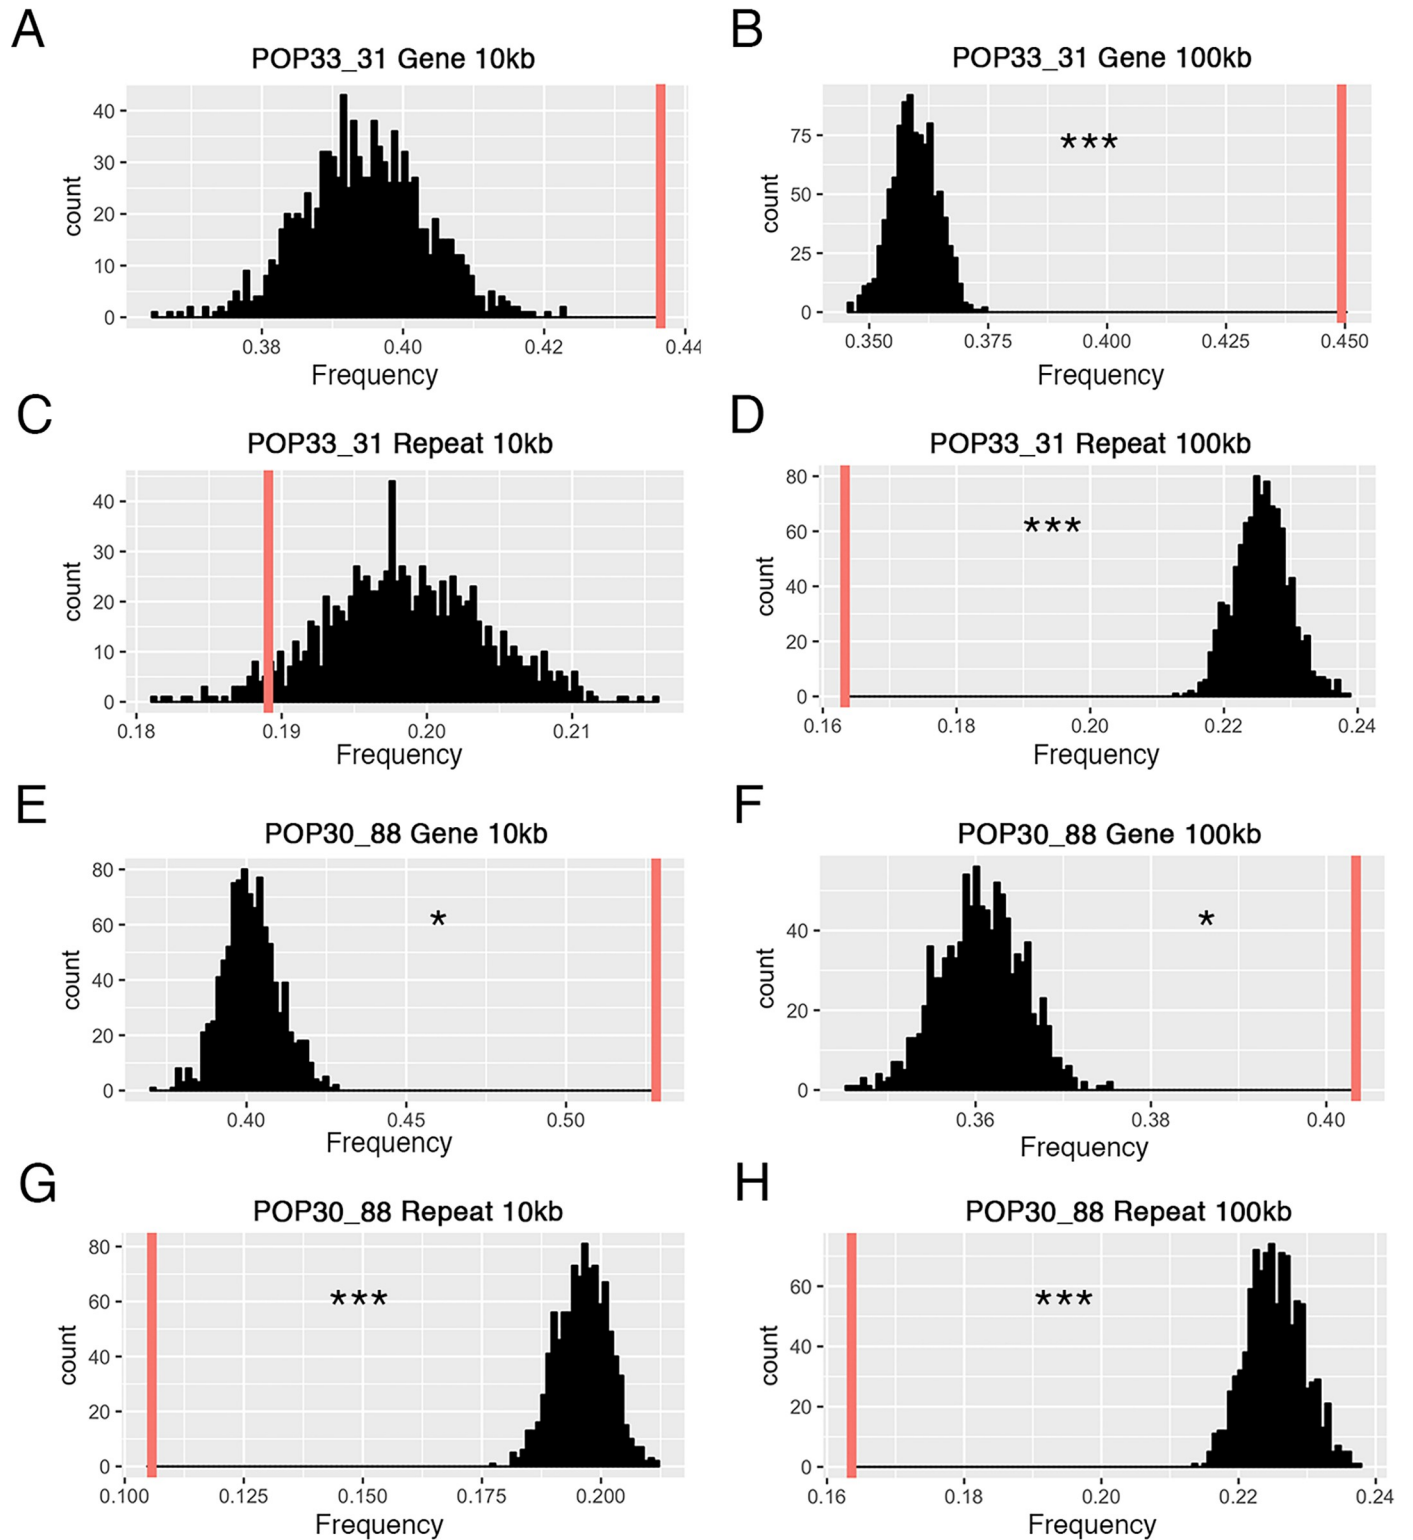 A
POP33_31 Gene 10kb
count
40
30
20
10
0
0.38 0.40 0.42 0.44
Frequency
B
POP33_31 Gene 100kb
count
75
50
25
0
***
0.350 0.375 0.400 0.425 0.450
Frequency
C
POP33_31 Repeat 10kb
count
40
30
20
10
0
0.18 0.19 0.20 0.21
Frequency
D
POP33_31 Repeat 100kb
count
80
60
40
20
0
***
0.16 0.18 0.20 0.22 0.24
Frequency
E
POP30_88 Gene 10kb
count
80
60
40
20
0
*
0.40 0.45 0.50
Frequency
F
POP30_88 Gene 100kb
count
40
20
0
*
0.36 0.38 0.40
Frequency
G
POP30_88 Repeat 10kb
count
80
60
40
20
0
***
0.100 0.125 0.150 0.175 0.200
Frequency
H
POP30_88 Repeat 100kb
count
60
40
20
0
***
0.16 0.18 0.20 0.22 0.24
Frequency